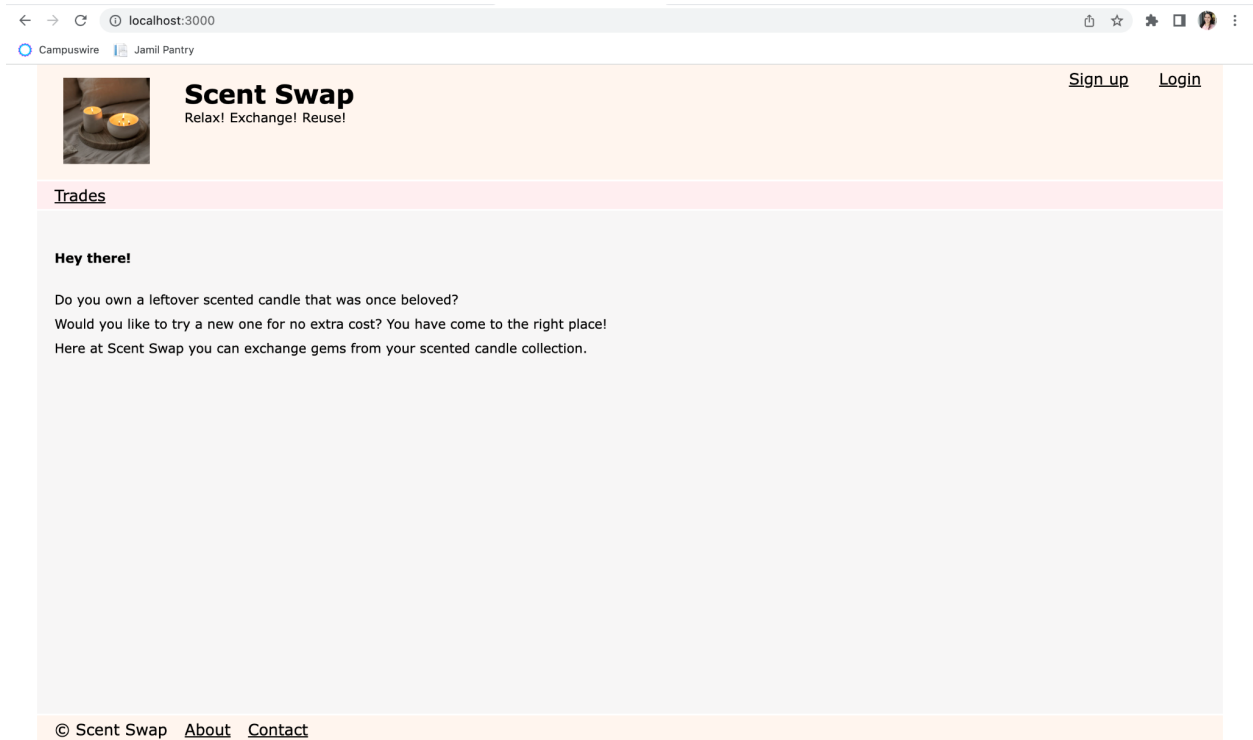 localhost:3000
Campuswire Jamil Pantry
Scent Swap
Relax! Exchange! Reuse!
Sign up Login
Trades
Hey there!
Do you own a leftover scented candle that was once beloved?
Would you like to try a new one for no extra cost? You have come to the right place!
Here at Scent Swap you can exchange gems from your scented candle collection.
© Scent Swap About Contact